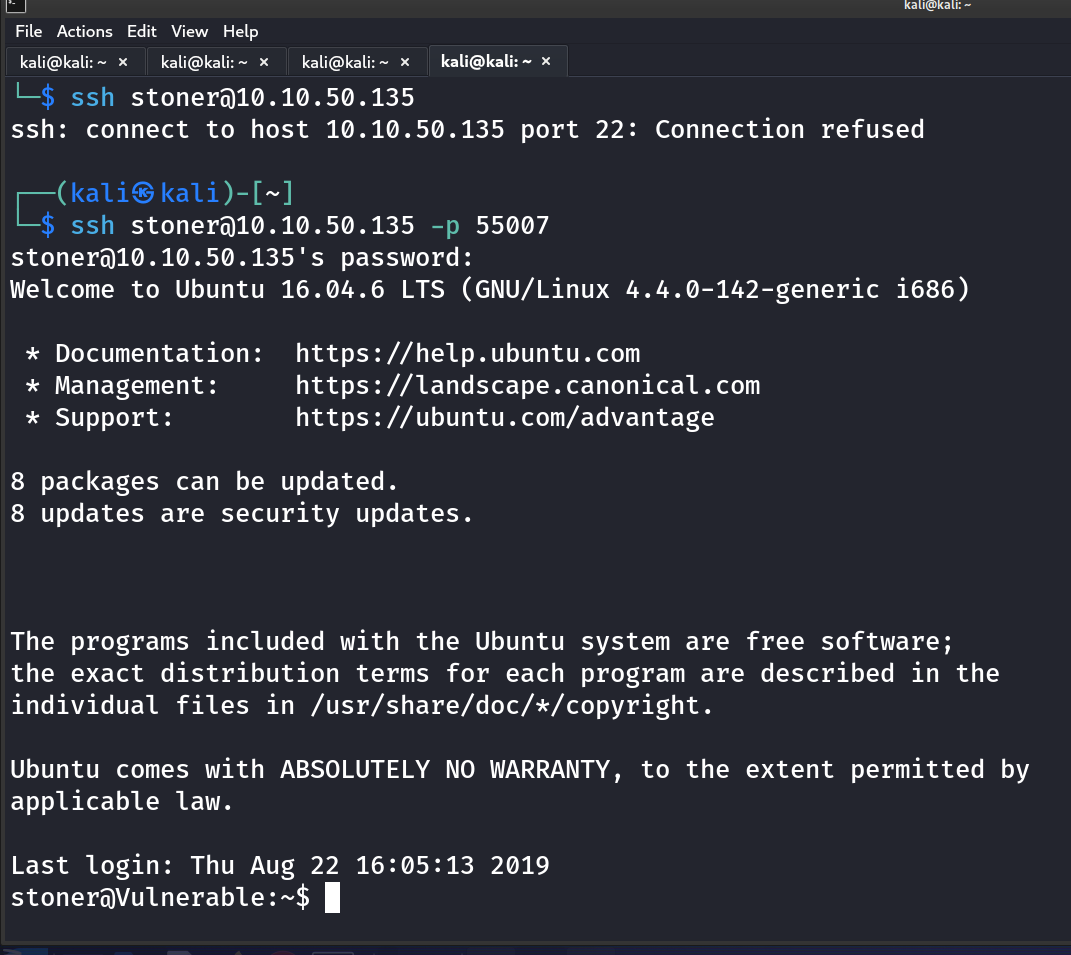 kali@kali: ~
File Actions Edit View Help
kali@kali: ~ × kali@kali: ~ × kali@kali: ~ × kali@kali: ~ ×
└─$ ssh stoner@10.10.50.135
ssh: connect to host 10.10.50.135 port 22: Connection refused
┌──(kali㉿kali)-[~]
└─$ ssh stoner@10.10.50.135 -p 55007
stoner@10.10.50.135's password:
Welcome to Ubuntu 16.04.6 LTS (GNU/Linux 4.4.0-142-generic i686)
* Documentation:  https://help.ubuntu.com
* Management:     https://landscape.canonical.com
* Support:        https://ubuntu.com/advantage
8 packages can be updated.
8 updates are security updates.
The programs included with the Ubuntu system are free software;
the exact distribution terms for each program are described in the
individual files in /usr/share/doc/*/copyright.
Ubuntu comes with ABSOLUTELY NO WARRANTY, to the extent permitted by
applicable law.
Last login: Thu Aug 22 16:05:13 2019
stoner@Vulnerable:~$